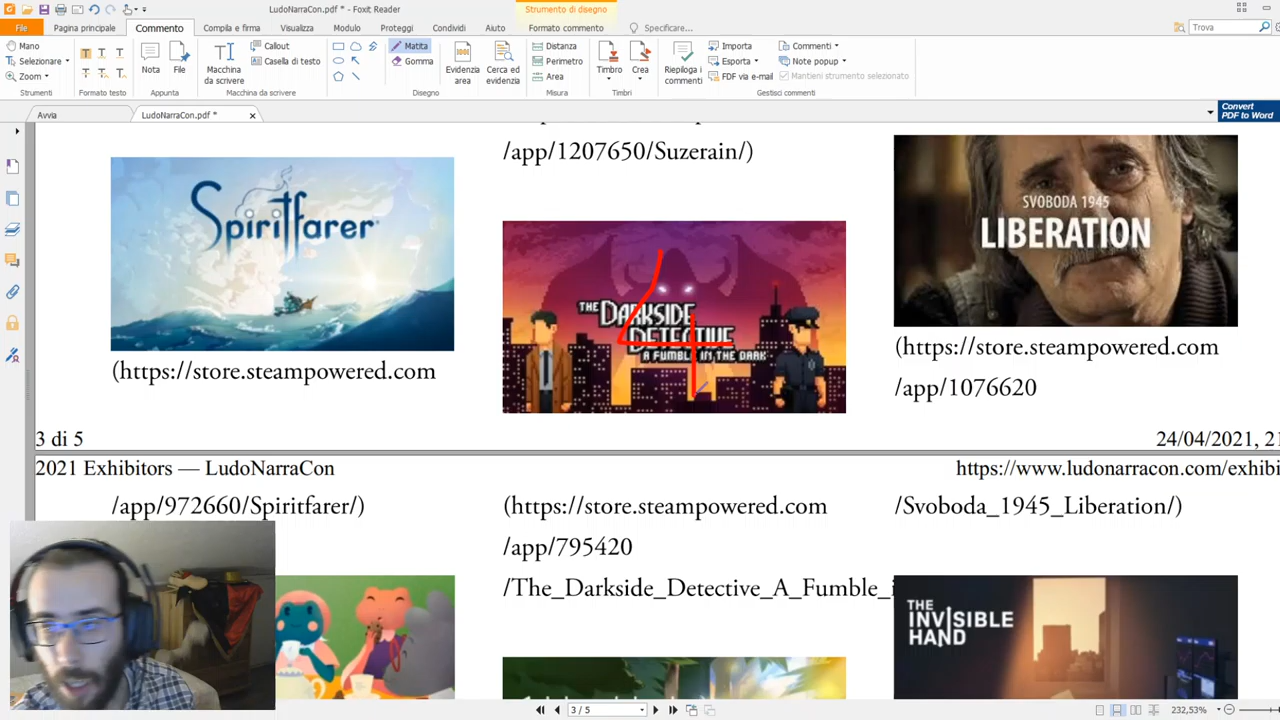 LudoNarraCon.pdf * - Foxit Reader
Strumento di disegno
File
Pagina principale
Commento
Compila e firma
Visualizza
Modulo
Proteggi
Condividi
Aiuto
Formato commento
Specificare...
Trova
Mano
Selezionare
Zoom
Strumenti
T T T
T T T
Formato testo
Nota
File
Appunta
Macchina
da scrivere
Callout
Casella di testo
Macchina da scrivere
Matita
Gomma
Disegno
Evidenzia
area
Cerca ed
evidenzia
Distanza
Perimetro
Area
Misura
Timbro
Crea
Timbri
Riepiloga i
commenti
Importa
Esporta
FDF via e-mail
Commenti
Note popup
Mantieni strumento selezionato
Gestisci commenti
Avvia
LudoNarraCon.pdf *
Convert
PDF to Word
/app/1207650/Suzerain/)
Spiritfarer
(https://store.steampowered.com
THE
DARKSIDE
DETECTIVE
A FUMBLE IN THE DARK
4
SVOBODA 1945
LIBERATION
(https://store.steampowered.com
/app/1076620
3 di 5
24/04/2021, 21
2021 Exhibitors — LudoNarraCon
https://www.ludonarracon.com/exhibi
/app/972660/Spiritfarer/)
(https://store.steampowered.com
/app/795420
/The_Darkside_Detective_A_Fumble_
/Svoboda_1945_Liberation/)
THE
INVISIBLE
HAND
3 / 5
232,53%